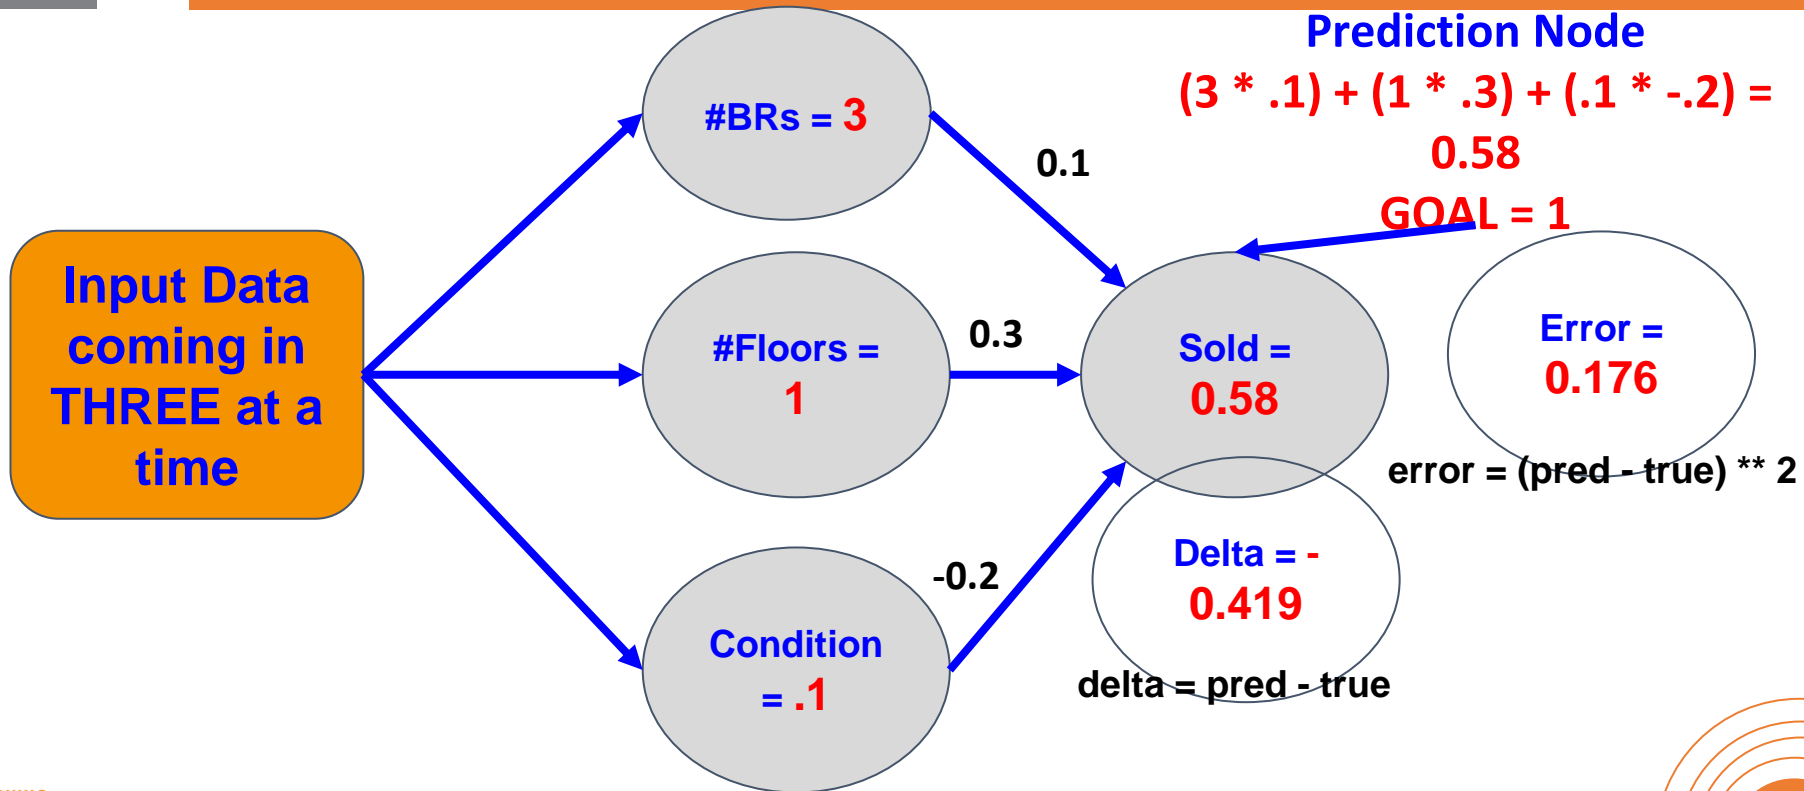 Prediction Node
(3 * .1) + (1 * .3) + (.1 * -.2) =
0.58
GOAL = 1
#BRs = 3
0.1
Input Data
coming in
THREE at a
time
#Floors =
1
0.3
Sold =
0.58
Error =
0.176
error = (pred - true) ** 2
Condition
= .1
-0.2
Delta = -
0.419
delta = pred - true